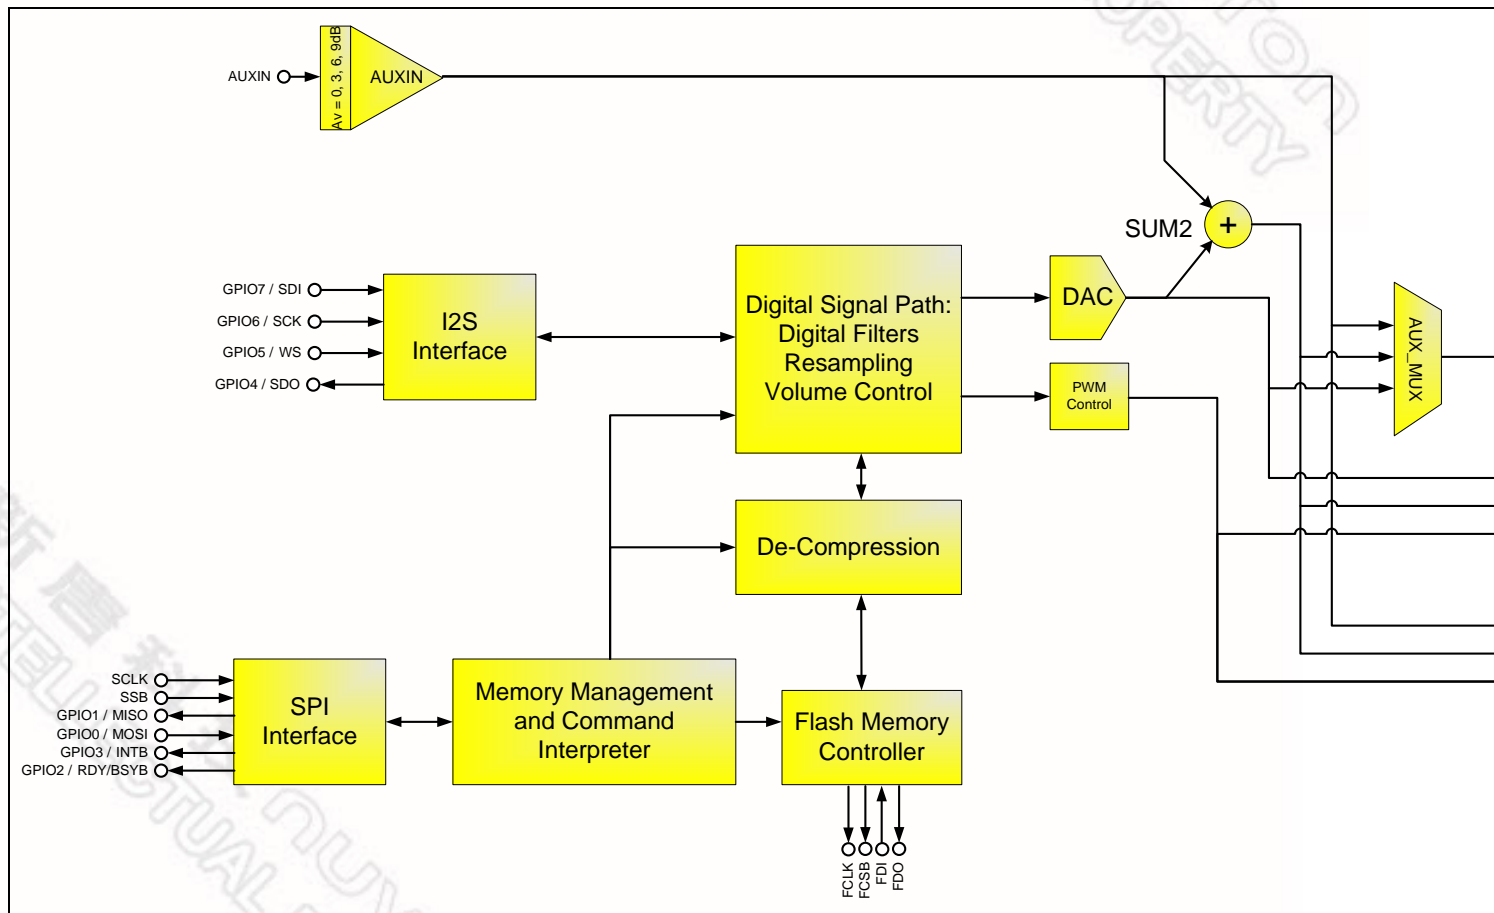 Av = 0, 3, 6, 9dB
AUXIN
AUXIN
SUM2
+
GPIO7 / SDI
GPIO6 / SCK
GPIO5 / WS
GPIO4 / SDO
I2S
Interface
Digital Signal Path:
Digital Filters
Resampling
Volume Control
DAC
PWM
Control
AUX_MUX
De-Compression
SCLK
SSB
GPIO1 / MISO
GPIO0 / MOSI
GPIO3 / INTB
GPIO2 / RDY/BSYB
SPI
Interface
Memory Management
and Command
Interpreter
Flash Memory
Controller
FCLK
FCSB
FDI
FDO